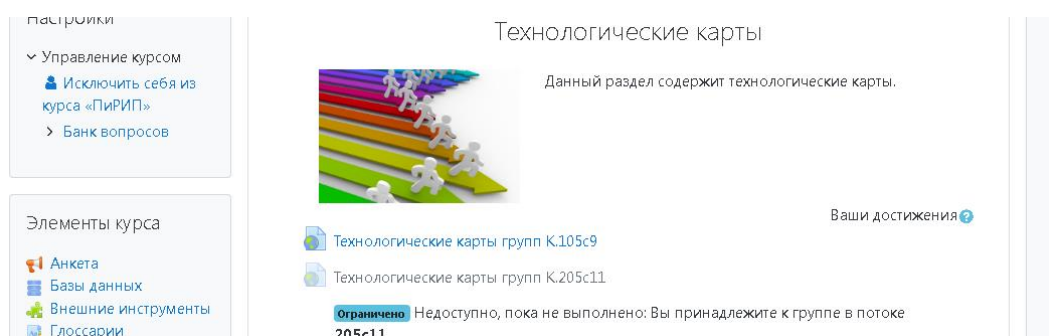 Настройки
Управление курсом
Исключить себя из
курса «ПиРИП»
Банк вопросов
Элементы курса
Анкета
Базы данных
Внешние инструменты
Глоссарии
Технологические карты
Данный раздел содержит технологические карты.
Ваши достижения
Технологические карты групп К.105с9
Технологические карты групп К.205с11
Ограничено Недоступно, пока не выполнено: Вы принадлежите к группе в потоке
205с11